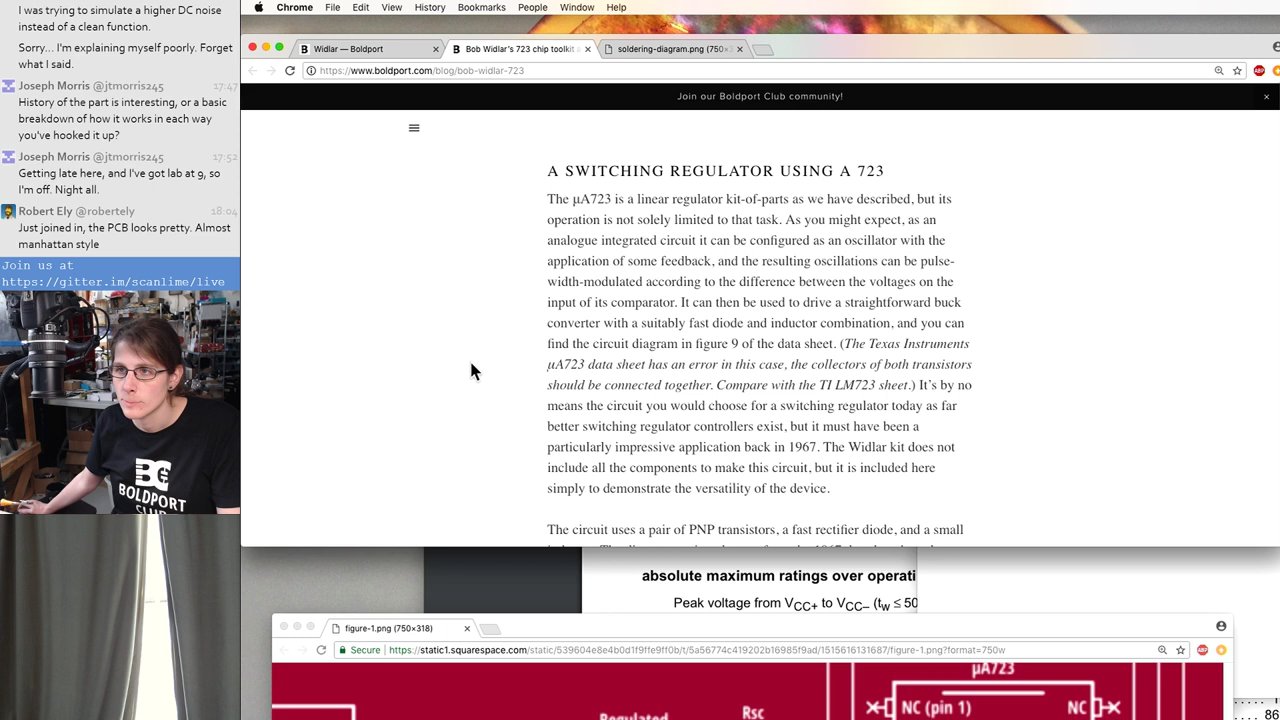 I was trying to simulate a higher DC noise
instead of a clean function.
Sorry... I'm explaining myself poorly. Forget
what I said.
Joseph Morris @jtmorris245 17:47
History of the part is interesting, or a basic
breakdown of how it works in each way
you've hooked it up?
Joseph Morris @jtmorris245 17:52
Getting late here, and I've got lab at 9, so
I'm off. Night all.
Robert Ely @robertely 18:04
Just joined in, the PCB looks pretty. Almost
manhattan style
Join us at
https://gitter.im/scanlime/live
BOLDPORT
CLUB
Chrome File Edit View History Bookmarks People Window Help
Widlar — Boldport
Bob Widlar's 723 chip toolkit
soldering-diagram.png (750×
https://www.boldport.com/blog/bob-widlar-723
Join our Boldport Club community!
A SWITCHING REGULATOR USING A 723
The μA723 is a linear regulator kit-of-parts as we have described, but its
operation is not solely limited to that task. As you might expect, as an
analogue integrated circuit it can be configured as an oscillator with the
application of some feedback, and the resulting oscillations can be pulse-
width-modulated according to the difference between the voltages on the
input of its comparator. It can then be used to drive a straightforward buck
converter with a suitably fast diode and inductor combination, and you can
find the circuit diagram in figure 9 of the data sheet. (The Texas Instruments
μA723 data sheet has an error in this case, the collectors of both transistors
should be connected together. Compare with the TI LM723 sheet.) It's by no
means the circuit you would choose for a switching regulator today as far
better switching regulator controllers exist, but it must have been a
particularly impressive application back in 1967. The Widlar kit does not
include all the components to make this circuit, but it is included here
simply to demonstrate the versatility of the device.
The circuit uses a pair of PNP transistors, a fast rectifier diode, and a small
absolute maximum ratings over operati
Peak voltage from VCC+ to VCC− (tw ≤ 50
figure-1.png (750×318)
Secure https://static1.squarespace.com/static/539604e8e4b0d1f9ffe9ff0b/t/5a56774c419202b16985f9ad/1515616131687/figure-1.png?format=750w
μA723
NC (pin 1) NC
Regulated Rsc
86